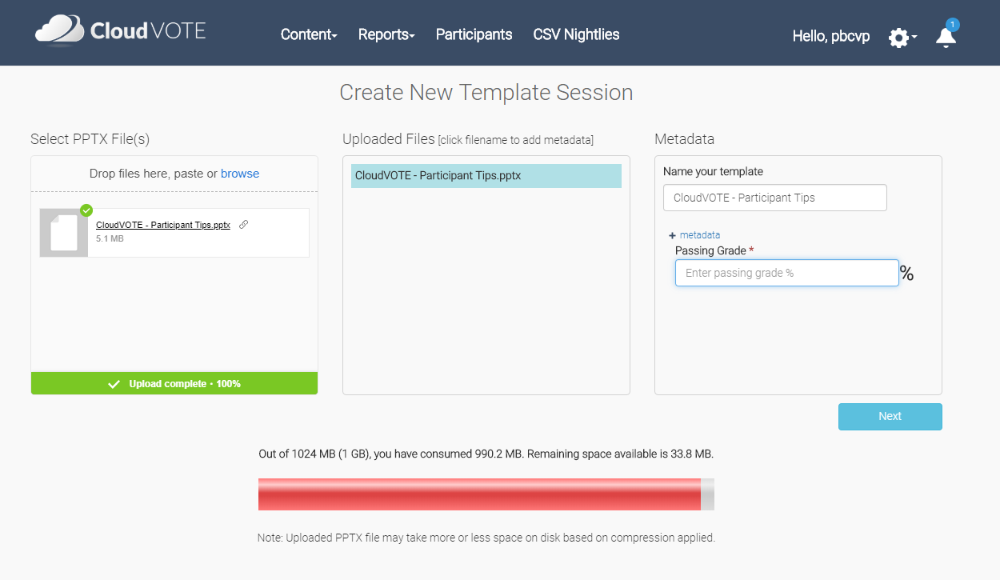 CloudVOTE
Content
Reports
Participants
CSV Nightlies
Hello, pbcvp
1
Create New Template Session
Select PPTX File(s)
Drop files here, paste or browse
CloudVOTE - Participant Tips.pptx
5.1 MB
Upload complete • 100%
Uploaded Files [click filename to add metadata]
CloudVOTE - Participant Tips.pptx
Metadata
Name your template
CloudVOTE - Participant Tips
+ metadata
Passing Grade *
Enter passing grade %
%
Next
Out of 1024 MB (1 GB), you have consumed 990.2 MB. Remaining space available is 33.8 MB.
Note: Uploaded PPTX file may take more or less space on disk based on compression applied.